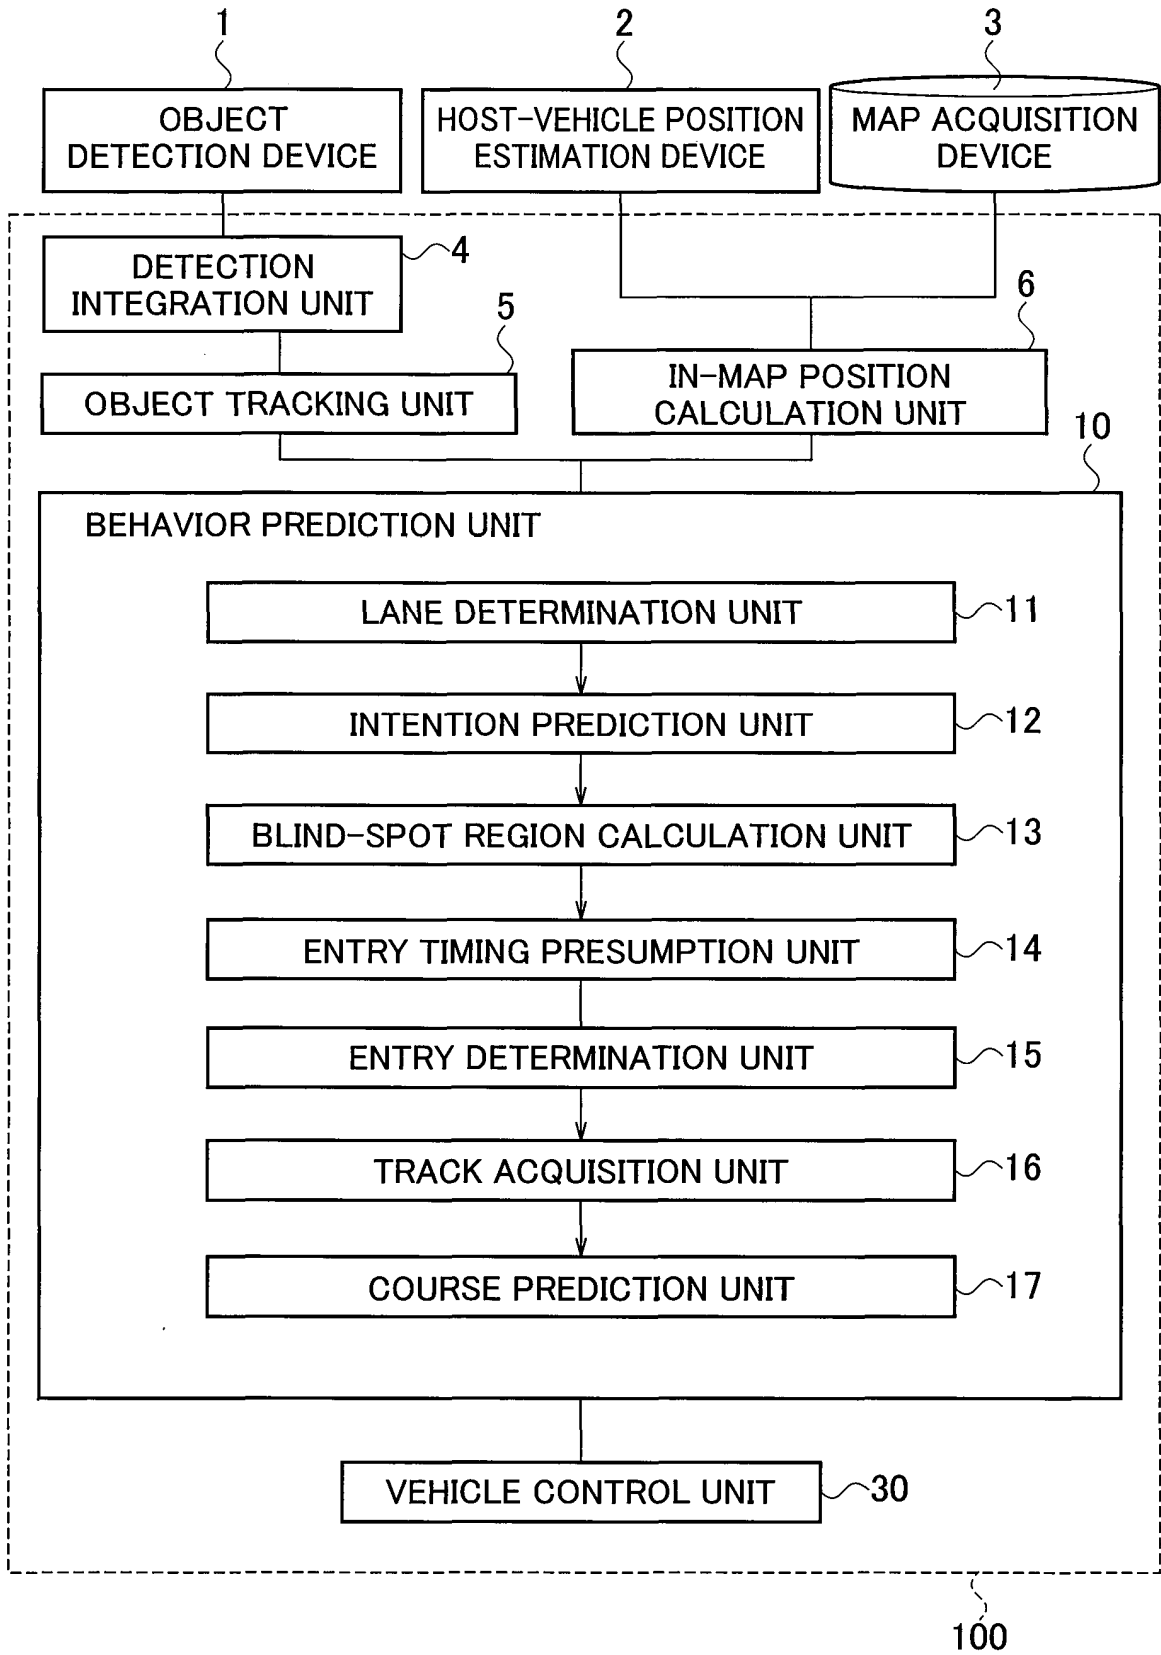 1
2
3
OBJECT
DETECTION DEVICE
HOST-VEHICLE POSITION
ESTIMATION DEVICE
MAP ACQUISITION
DEVICE
DETECTION
INTEGRATION UNIT
4
5
OBJECT TRACKING UNIT
6
IN-MAP POSITION
CALCULATION UNIT
10
BEHAVIOR PREDICTION UNIT
LANE DETERMINATION UNIT
11
INTENTION PREDICTION UNIT
12
BLIND-SPOT REGION CALCULATION UNIT
13
ENTRY TIMING PRESUMPTION UNIT
14
ENTRY DETERMINATION UNIT
15
TRACK ACQUISITION UNIT
16
COURSE PREDICTION UNIT
17
VEHICLE CONTROL UNIT
30
100